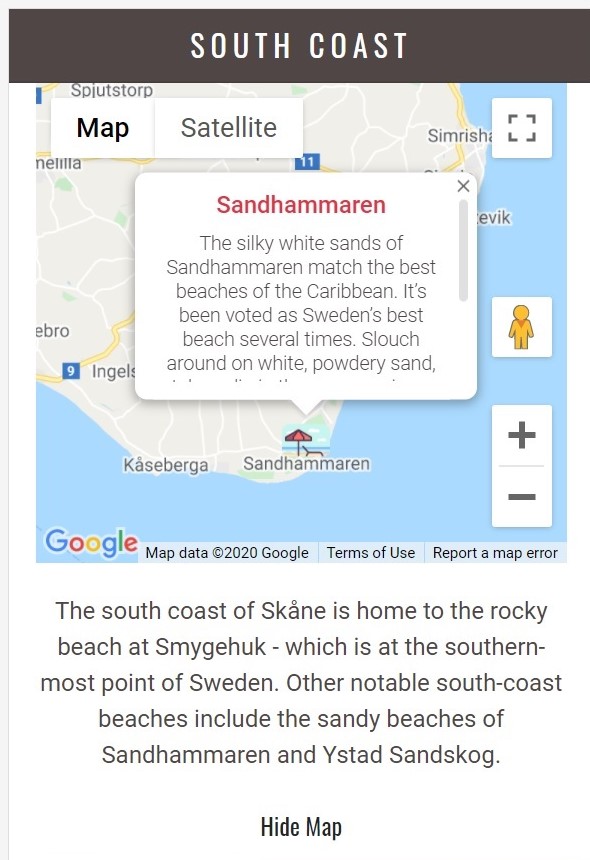 SOUTH COAST
Spjutstorp
Map
Satellite
Simrish
melilla
11
Sandhammaren
×
tevik
The silky white sands of
Sandhammaren match the best
beaches of the Caribbean. It's
been voted as Sweden's best
beach several times. Slouch
around on white, powdery sand,
ebro
9
Ingels
+
Kåseberga
Sandhammaren
−
Google
Map data ©2020 Google
Terms of Use
Report a map error
The south coast of Skåne is home to the rocky
beach at Smygehuk - which is at the southern-
most point of Sweden. Other notable south-coast
beaches include the sandy beaches of
Sandhammaren and Ystad Sandskog.
Hide Map